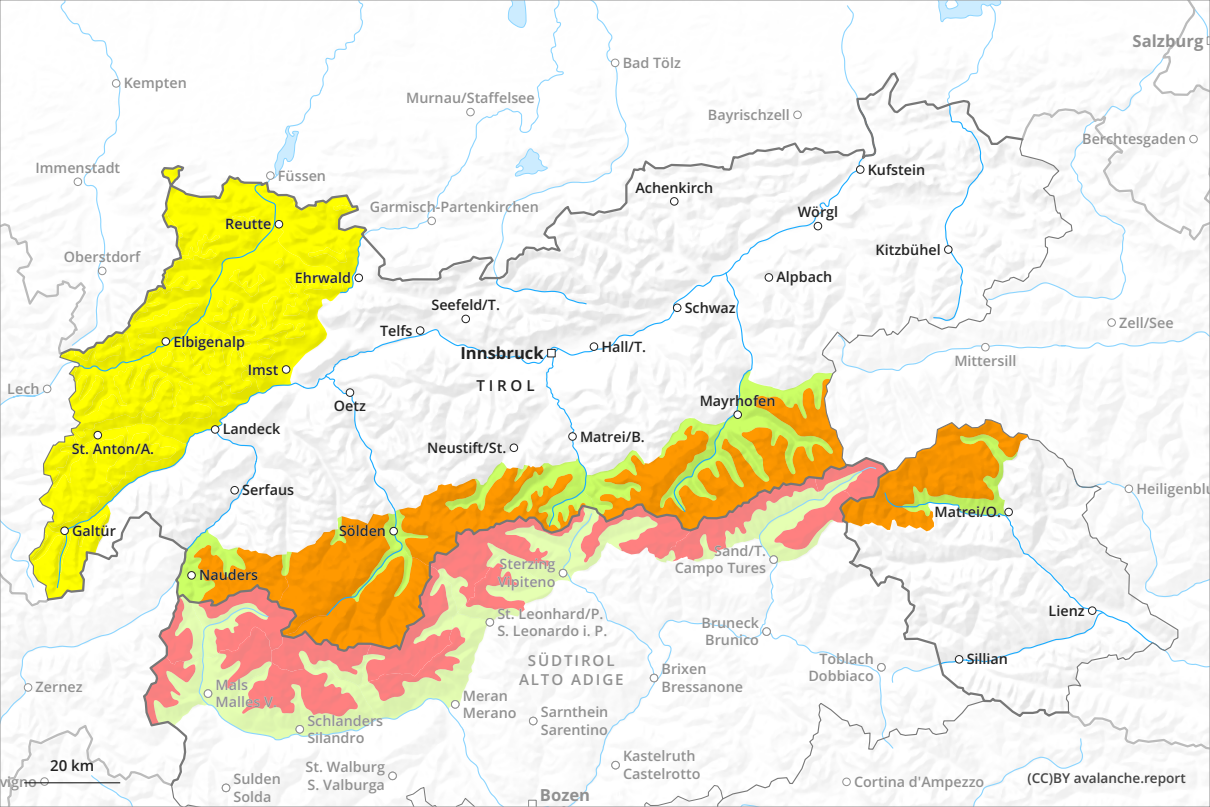 Salzburg
Bad Tölz
Kempten
Murnau/Staffelsee
Bayrischzell
Berchtesgaden
Immenstadt
Füssen
Kufstein
Achenkirch
Garmisch-Partenkirchen
Wörgl
Reutte
Oberstdorf
Kitzbühel
Ehrwald
Alpbach
Seefeld/T.
Schwaz
Telfs
Zell/See
Elbigenalp
Innsbruck
Hall/T.
Mittersill
Imst
TIROL
Lech
Oetz
Mayrhofen
Landeck
Matrei/B.
St. Anton/A.
Neustift/St.
Serfaus
Heiligenblu
Matrei/O.
Galtür
Sölden
Sand/T.
Campo Tures
Sterzing
Vipiteno
Nauders
Lienz
St. Leonhard/P.
S. Leonardo i. P.
Bruneck
Brunico
SÜDTIROL
ALTO ADIGE
Sillian
Toblach
Dobbiaco
Brixen
Bressanone
Zernez
Mals
Malles V.
Meran
Merano
Sarnthein
Sarentino
Schlanders
Silandro
Kastelruth
Castelrotto
20 km
St. Walburg
S. Valburga
vigno
Sulden
Solda
Cortina d'Ampezzo
(CC)BY avalanche.report
Bozen